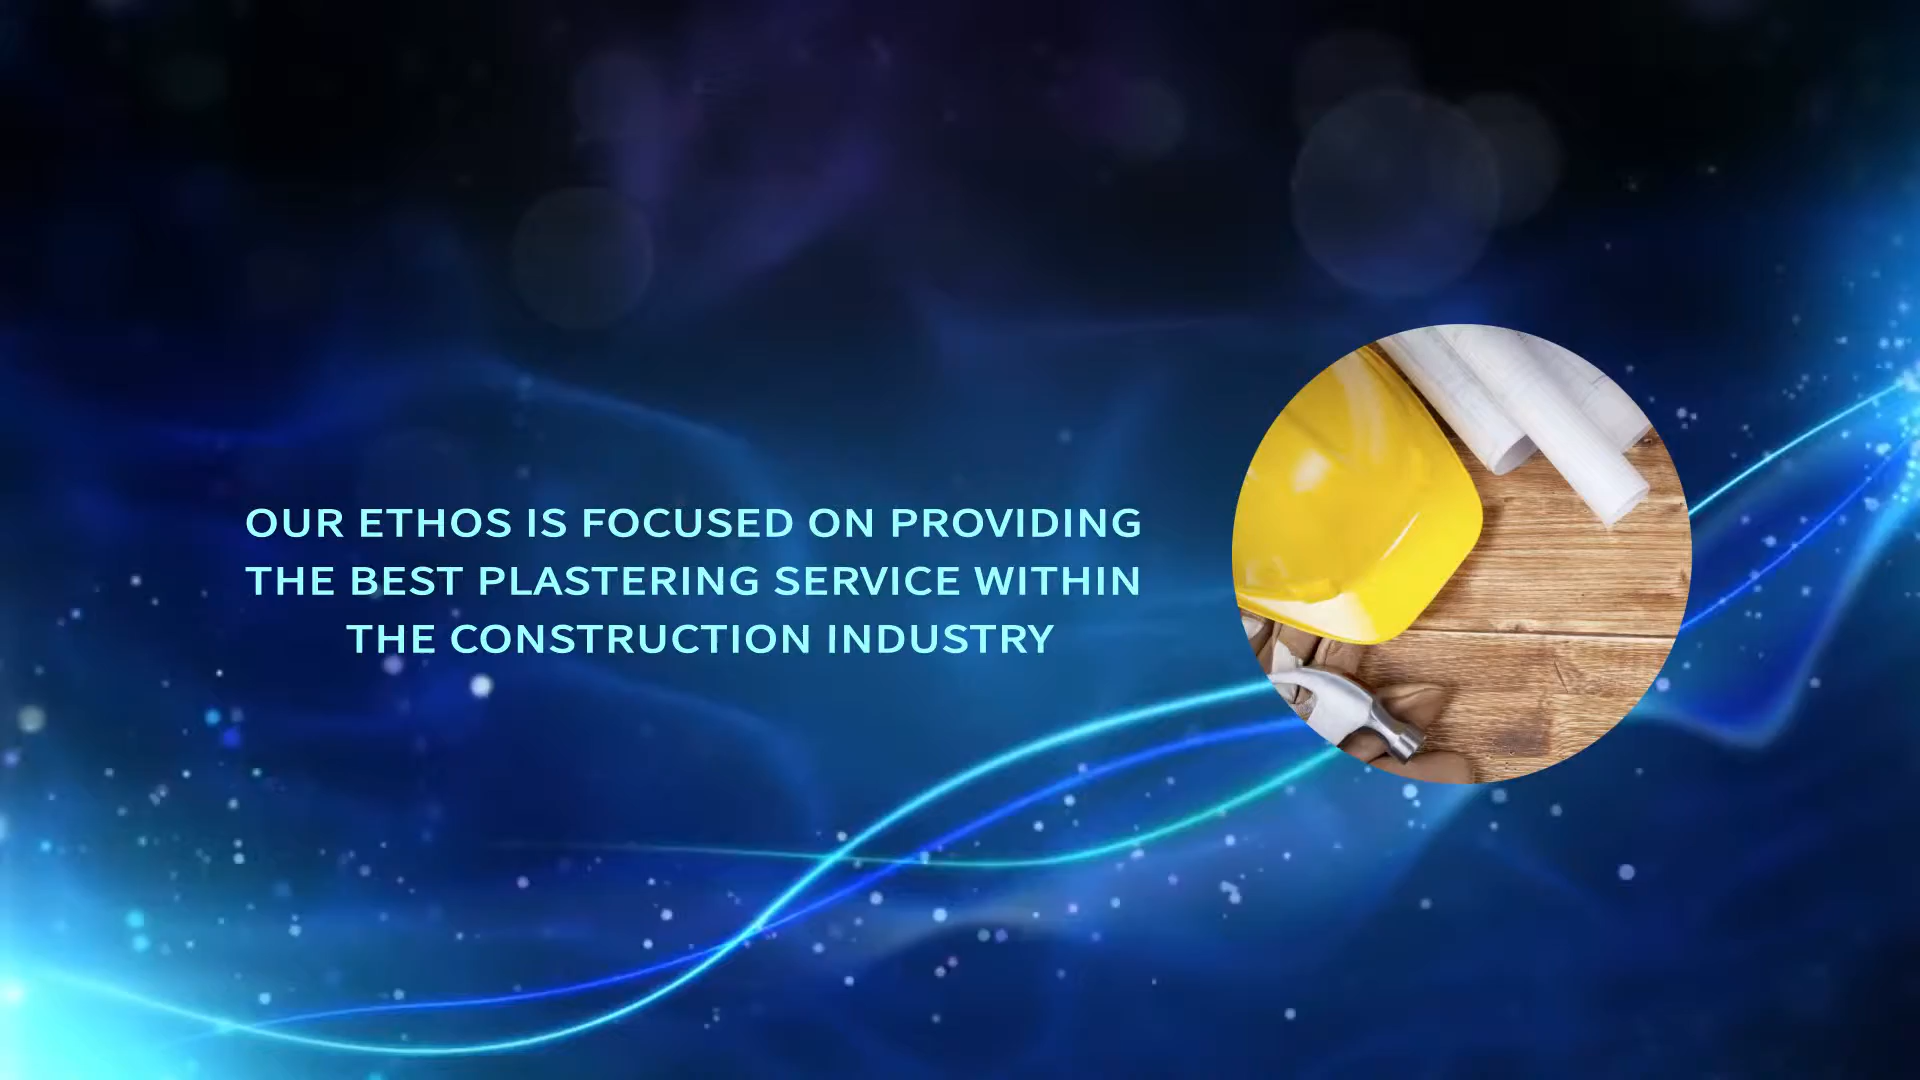 OUR ETHOS IS FOCUSED ON PROVIDING
THE BEST PLASTERING SERVICE WITHIN
THE CONSTRUCTION INDUSTRY